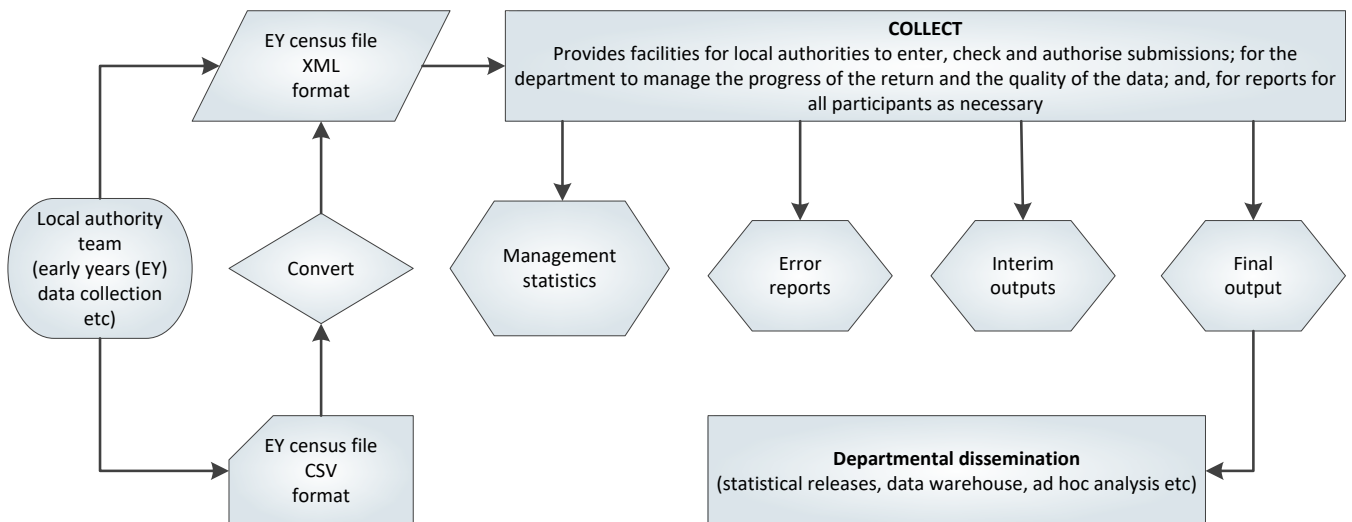 EY census file
XML
format
COLLECT
Provides facilities for local authorities to enter, check and authorise submissions; for the
department to manage the progress of the return and the quality of the data; and, for reports for
all participants as necessary
Local authority
team
(early years (EY)
data collection
etc)
Convert
Management
statistics
Error
reports
Interim
outputs
Final
output
EY census file
CSV
format
Departmental dissemination
(statistical releases, data warehouse, ad hoc analysis etc)